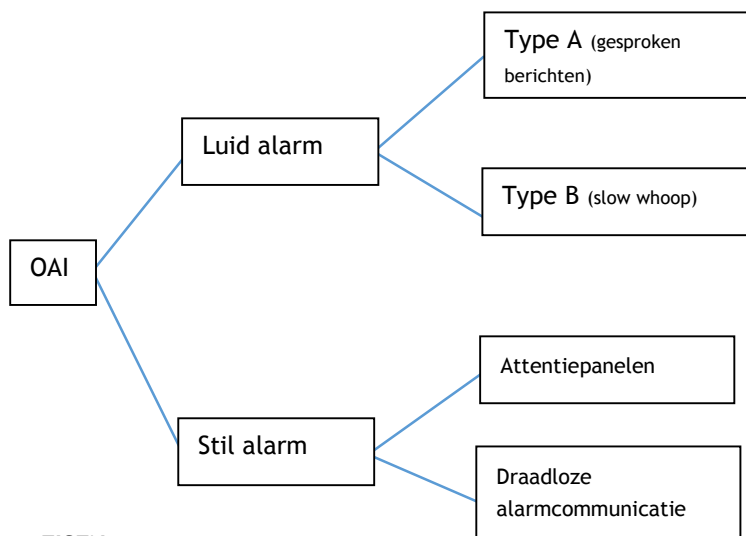 Type A (gesproken
berichten)
Luid alarm
Type B (slow whoop)
OAI
Attentiepanelen
Stil alarm
Draadloze
alarmcommunicatie